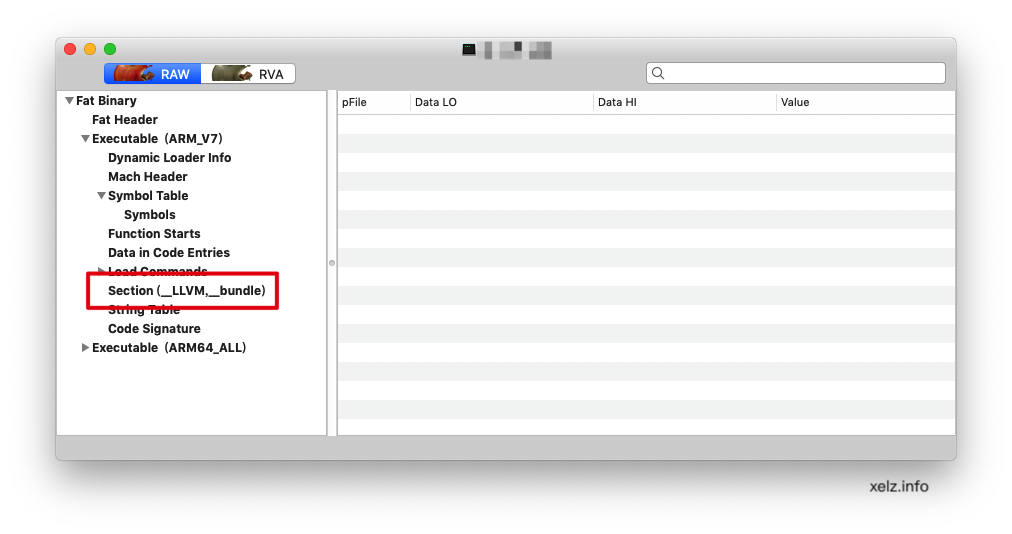 RAW RVA
pFile Data LO Data HI Value
Fat Binary
Fat Header
Executable (ARM_V7)
Dynamic Loader Info
Mach Header
Symbol Table
Symbols
Function Starts
Data in Code Entries
Load Commands
Section (__LLVM,__bundle)
String Table
Code Signature
Executable (ARM64_ALL)
xelz.info